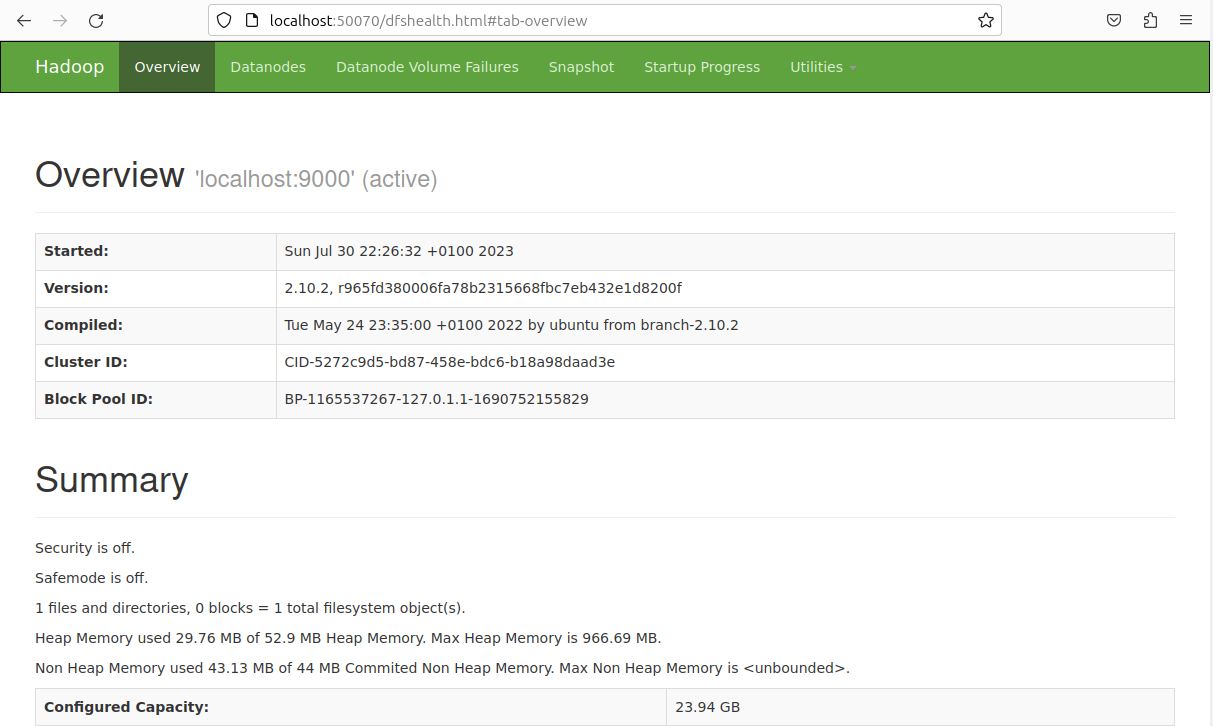 localhost:50070/dfshealth.html#tab-overview
Hadoop Overview Datanodes Datanode Volume Failures Snapshot Startup Progress Utilities
Overview 'localhost:9000' (active)
Started: Sun Jul 30 22:26:32 +0100 2023
Version: 2.10.2, r965fd380006fa78b2315668fbc7eb432e1d8200f
Compiled: Tue May 24 23:35:00 +0100 2022 by ubuntu from branch-2.10.2
Cluster ID: CID-5272c9d5-bd87-458e-bdc6-b18a98daad3e
Block Pool ID: BP-1165537267-127.0.1.1-1690752155829
Summary
Security is off.
Safemode is off.
1 files and directories, 0 blocks = 1 total filesystem object(s).
Heap Memory used 29.76 MB of 52.9 MB Heap Memory. Max Heap Memory is 966.69 MB.
Non Heap Memory used 43.13 MB of 44 MB Commited Non Heap Memory. Max Non Heap Memory is <unbounded>.
Configured Capacity: 23.94 GB